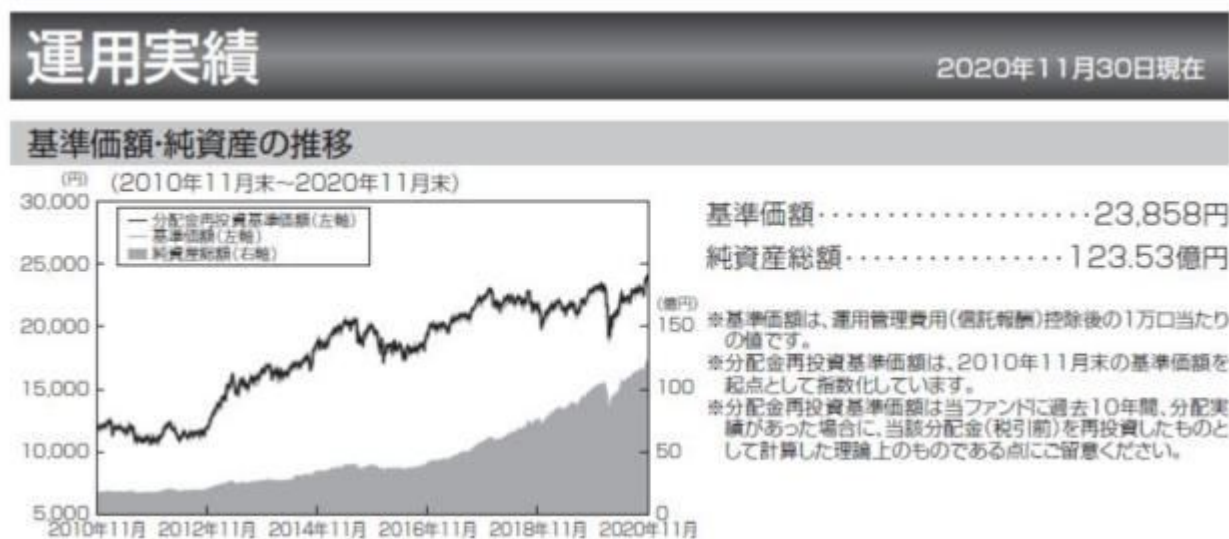 運用実績
2020年11月30日現在
基準価額・純資産の推移
(円) (2010年11月末~2020年11月末)
30,000
25,000
20,000
15,000
10,000
5,000
分配金再投資基準価額(左軸)
基準価額(左軸)
純資産総額(右軸)
(億円)
150
100
50
0
2010年11月 2012年11月 2014年11月 2016年11月 2018年11月 2020年11月
基準価額・・・・・・・・・・・・・・・・・・・・・23,858円
純資産総額・・・・・・・・・・・・・・・・・123.53億円
※基準価額は、運用管理費用(信託報酬)控除後の1万口当たり
の値です。
※分配金再投資基準価額は、2010年11月末の基準価額を
起点として指数化しています。
※分配金再投資基準価額は当ファンドに過去10年間、分配実
績があった場合に、当該分配金(税引前)を再投資したものと
して計算した理論上のものである点にご留意ください。